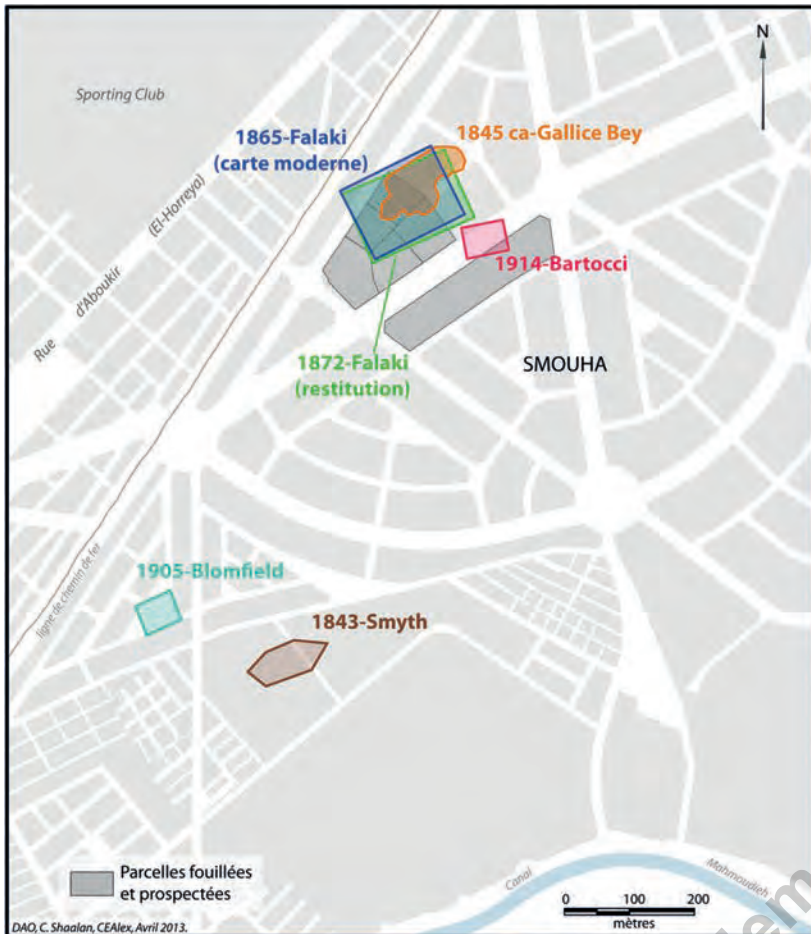 N
Sporting Club
1845 ca-Gallice Bey
1865-Falaki
(carte moderne)
Rue d'Aboukir (El-Horreya)
1914-Bartocci
1872-Falaki
(restitution)
SMOUHA
ligne de chemin de fer
1905-Blomfield
1843-Smyth
Parcelles fouillées
et prospectées
Canal Mahmoudieh
0 100 200
mètres
DAO, C. Shaalan, CEAlex, Avril 2013.